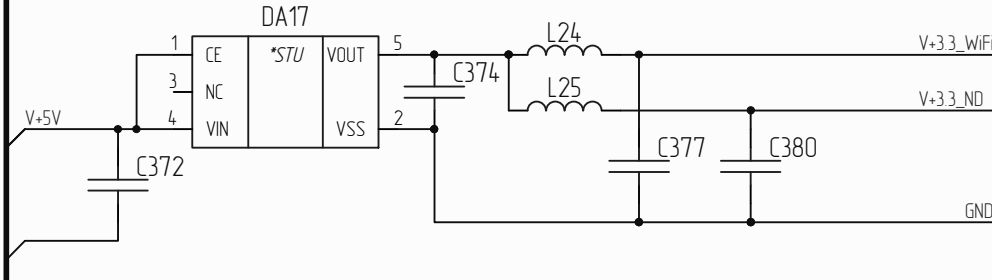 DA17
1 CE *STU VOUT 5
3 NC
4 VIN VSS 2
V+5V
C372
C374
L24
L25
V+3.3_WiFi
V+3.3_ND
C377
C380
GND